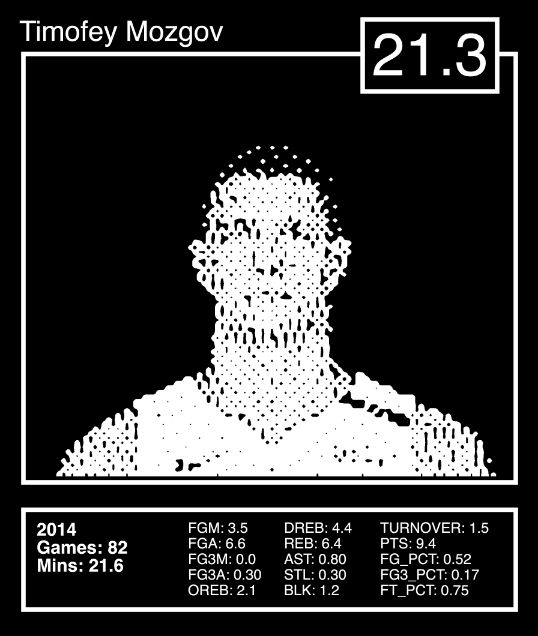 Timofey Mozgov
21.3
2014
Games: 82
Mins: 21.6
FGM: 3.5
FGA: 6.6
FG3M: 0.0
FG3A: 0.30
OREB: 2.1
DREB: 4.4
REB: 6.4
AST: 0.80
STL: 0.30
BLK: 1.2
TURNOVER: 1.5
PTS: 9.4
FG_PCT: 0.52
FG3_PCT: 0.17
FT_PCT: 0.75